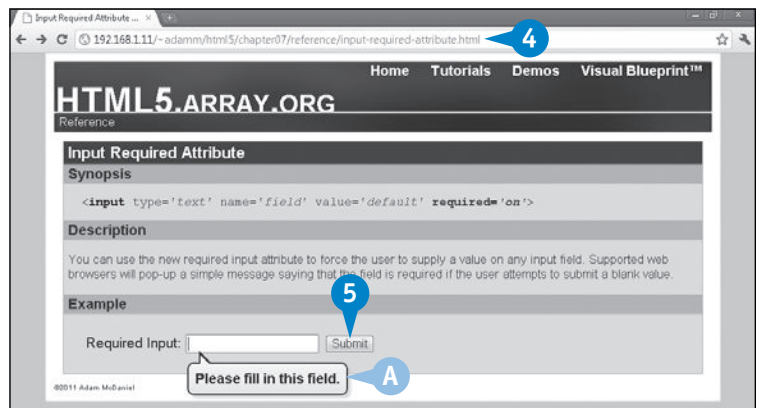 Input Required Attribute ...
192.168.1.11/~adamm/html5/chapter07/reference/input-required-attribute.html
4
Home Tutorials Demos Visual Blueprint™
HTML5.ARRAY.ORG
Reference
Input Required Attribute
Synopsis
<input type='text' name='field' value='default' required='on'>
Description
You can use the new required input attribute to force the user to supply a value on any input field. Supported web
browsers will pop-up a simple message saying that the field is required if the user attempts to submit a blank value.
5
Example
Required Input: Submit
Please fill in this field.
A
©2011 Adam McDaniel